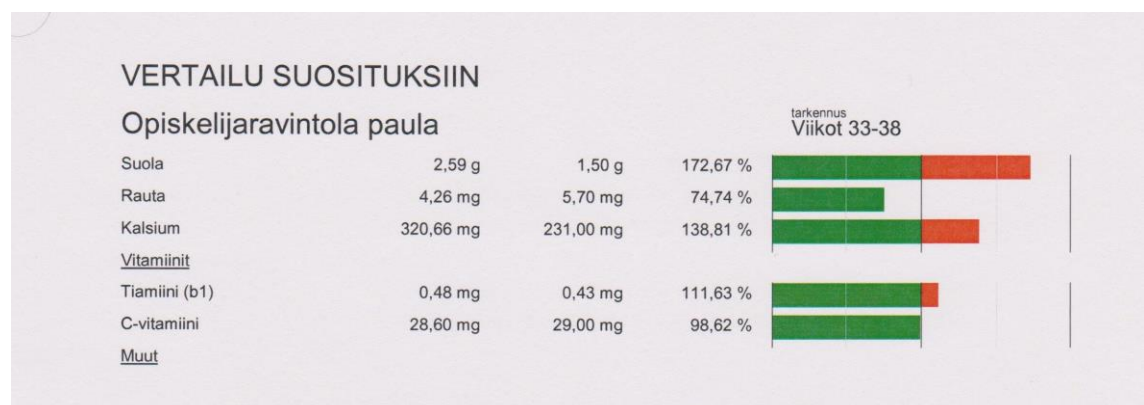 VERTAILU SUOSITUKSIIN
Opiskelijaravintola paula
tarkennus
Viikot 33-38
Suola 2,59 g 1,50 g 172,67 %
Rauta 4,26 mg 5,70 mg 74,74 %
Kalsium 320,66 mg 231,00 mg 138,81 %
Vitamiinit
Tiamiini (b1) 0,48 mg 0,43 mg 111,63 %
C-vitamiini 28,60 mg 29,00 mg 98,62 %
Muut